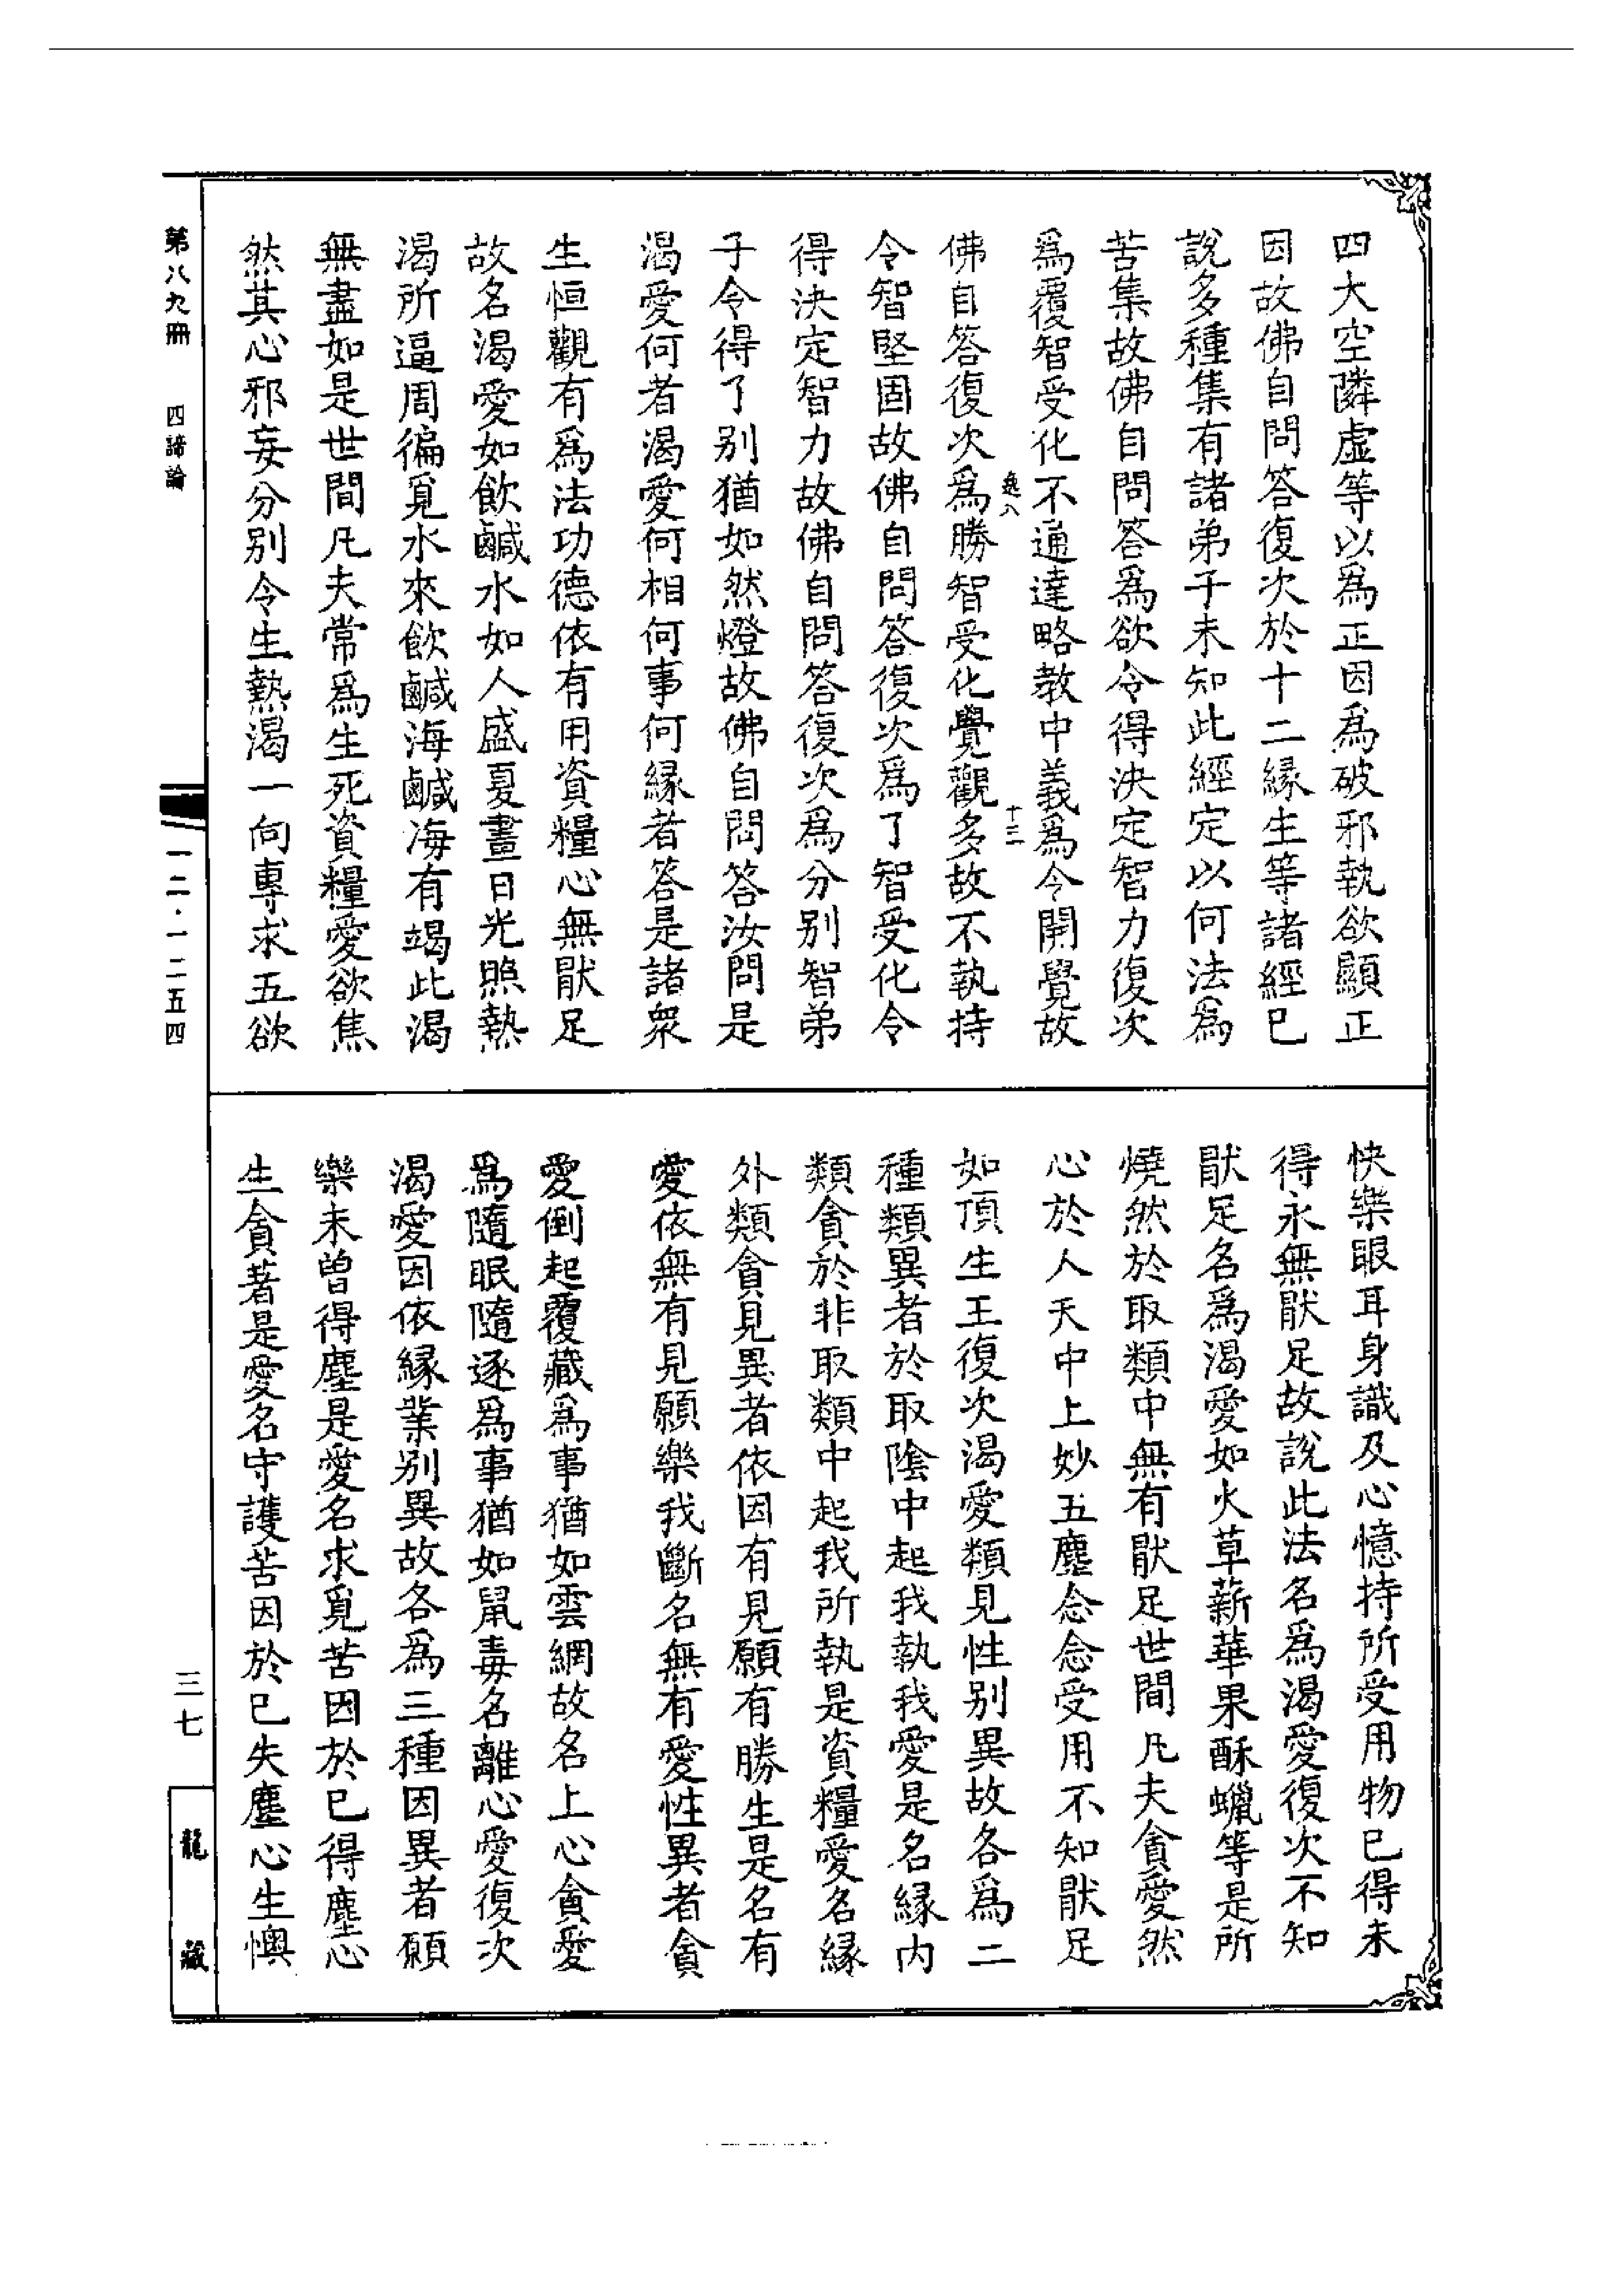 四大空隣虛等以爲正因爲破邪執欲顯正
因故佛自問答復次於十二緣生等諸經已
說多種集有諸弟子未知此經定以何法爲
苦集故佛自問答爲欲令得決定智力復次
爲覆智受化不通達略教中義爲令開覺故
佛自答復次爲勝智受化覺觀多故不執持
令智堅固故佛自問答復次爲了智受化令
得決定智力故佛自問答復次爲分別智弟
子令得了別猶如然燈故佛自問答汝問是
渴愛何者渴愛何相何事何緣者答是諸衆
生恒觀有爲法功德依有用資糧心無猒足
故名渴愛如飲鹹水如人盛夏晝日光照熱
渴所逼周徧覓水來飲鹹海鹹海有竭此渴
無盡如是世間凡夫常爲生死資糧愛欲焦
然其心邪妄分別令生熱渴一向專求五欲
快樂眼耳身識及心憶持所受用物已得未
得永無猒足故說此法名爲渴愛復次不知
猒足名爲渴愛如火草薪華果酥蠟等是所
燒然於取類中無有猒足世間凡夫貪愛然
心於人天中上妙五塵念念受用不知猒足
如頂生王復次渴愛類見性別異故各爲二
種類異者於取陰中起我執我愛是名緣内
類貪於非取類中起我所執是資糧愛名緣
外類貪見異者依因有見願有勝生是名有
愛依無有見願樂我斷名無有愛性異者貪
愛倒起覆藏爲事猶如雲網故名上心貪愛
爲隨眠隨逐爲事猶如鼠毒名離心愛復次
渴愛因依緣業別異故各爲三種因異者願
樂未曾得塵是愛名求覓苦因於已得塵心
生貪著是愛名守護苦因於已失塵心生懊
第八九冊 四諦論
一二·一二五四
三七
龍藏
逸八
十三